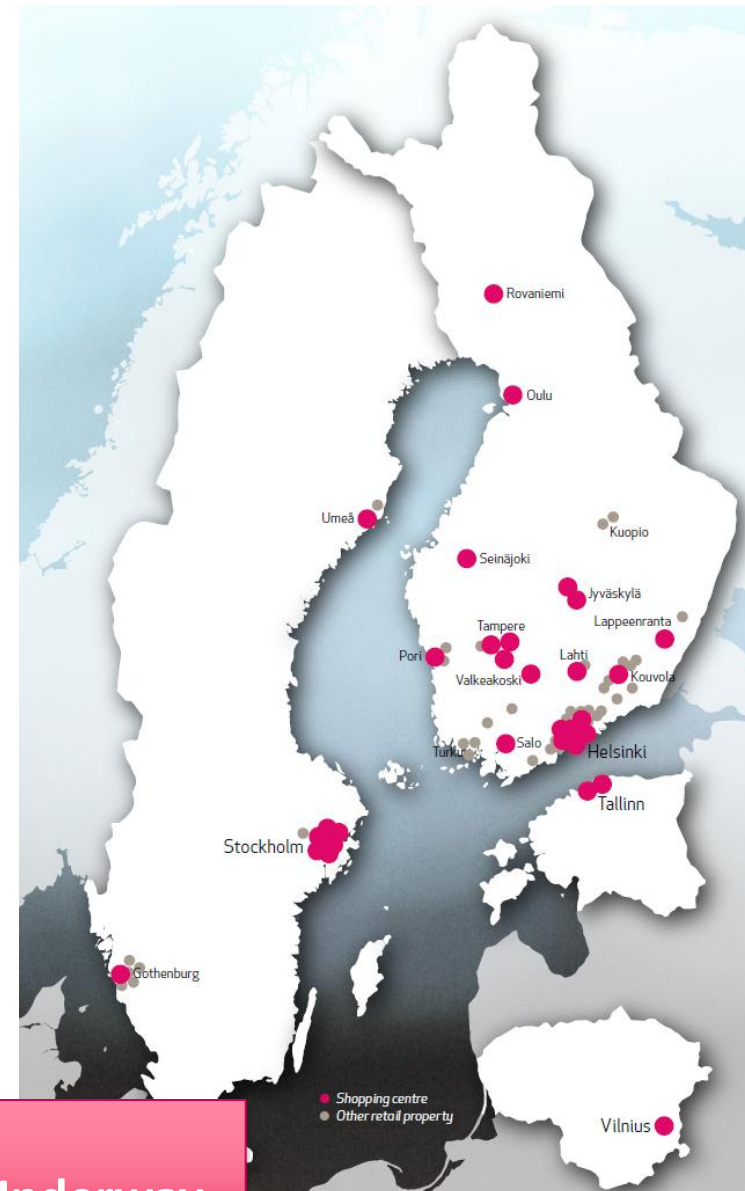 Rovaniemi
Oulu
Umeå
Kuopio
Seinäjoki
Jyväskylä
Lappeenranta
Tampere
Pori
Lahti
Valkeakoski
Kouvola
Turku
Salo
Helsinki
Tallinn
Stockholm
Gothenburg
Shopping centre
Other retail property
Vilnius